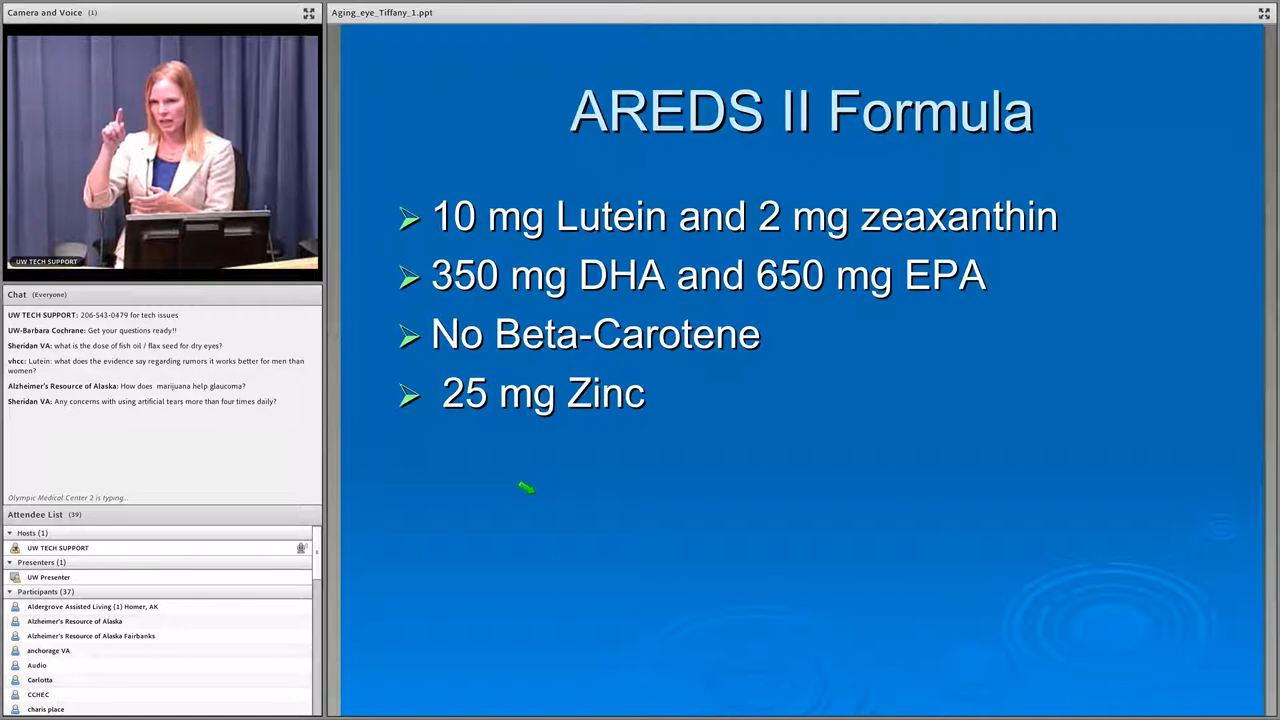 Camera and Voice (1)
UW TECH SUPPORT
Chat (Everyone)
UW TECH SUPPORT: 206-543-0479 for tech issues
UW-Barbara Cochrane: Get your questions ready!!
Sheridan VA: what is the dose of fish oil / flax seed for dry eyes?
vhcc: Lutein: what does the evidence say regarding rumors it works better for men than
women?
Alzheimer's Resource of Alaska: How does marijuana help glaucoma?
Sheridan VA: Any concerns with using artificial tears more than four times daily?
Olympic Medical Center 2 is typing...
Attendee List (39)
Hosts (1)
UW TECH SUPPORT
Presenters (1)
UW Presenter
Participants (37)
Aldergrove Assisted Living (1) Homer, AK
Alzheimer's Resource of Alaska
Alzheimer's Resource of Alaska Fairbanks
anchorage VA
Audio
Carlotta
CCHEC
charis place
Aging_eye_Tiffany_1.ppt
AREDS II Formula
10 mg Lutein and 2 mg zeaxanthin
350 mg DHA and 650 mg EPA
No Beta-Carotene
25 mg Zinc